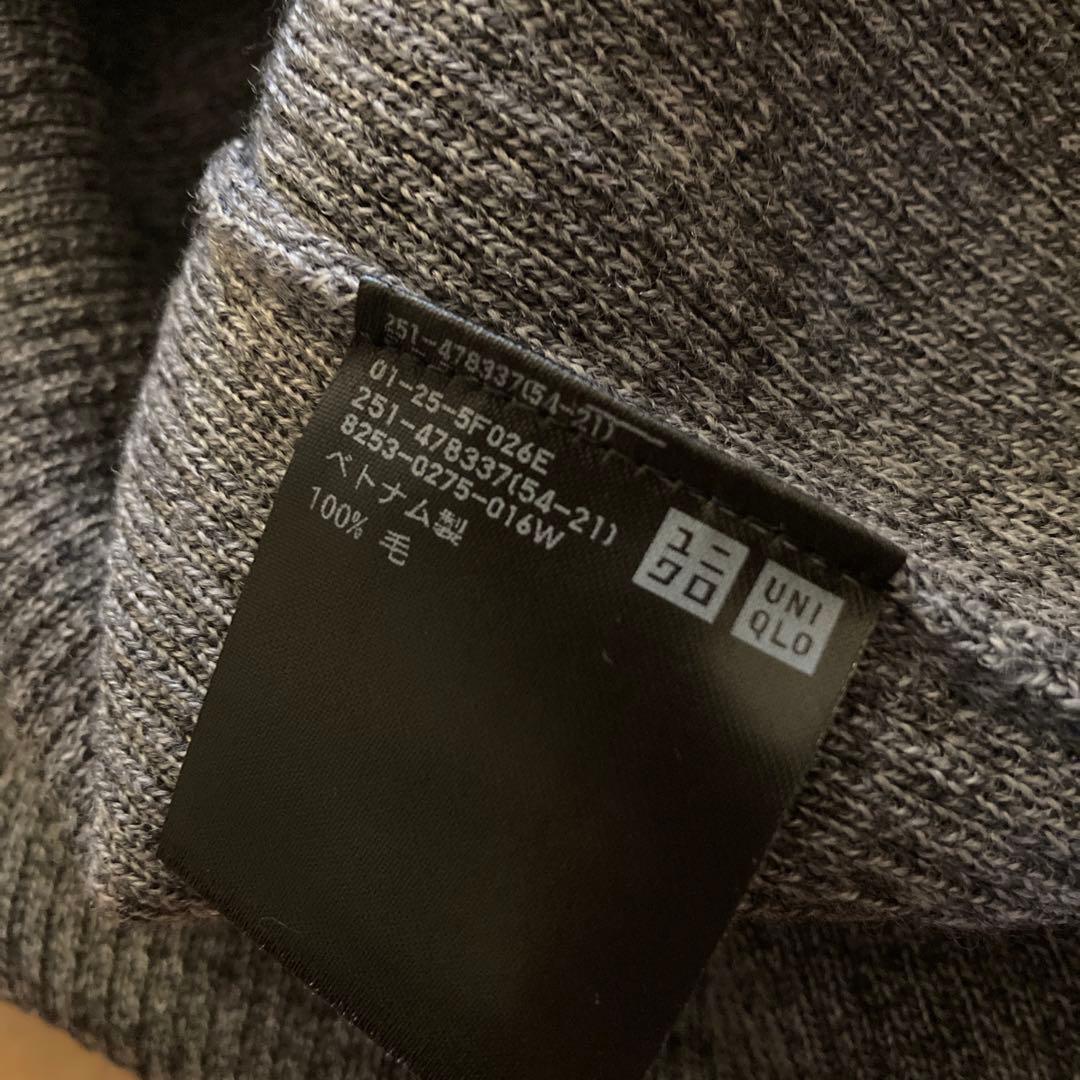 251-478337(54-21)
01-25-5F026E
251-478337(54-21)
8253-0275-016W
ベトナム製
100% 毛
ユニ
クロ
UNI
QLO